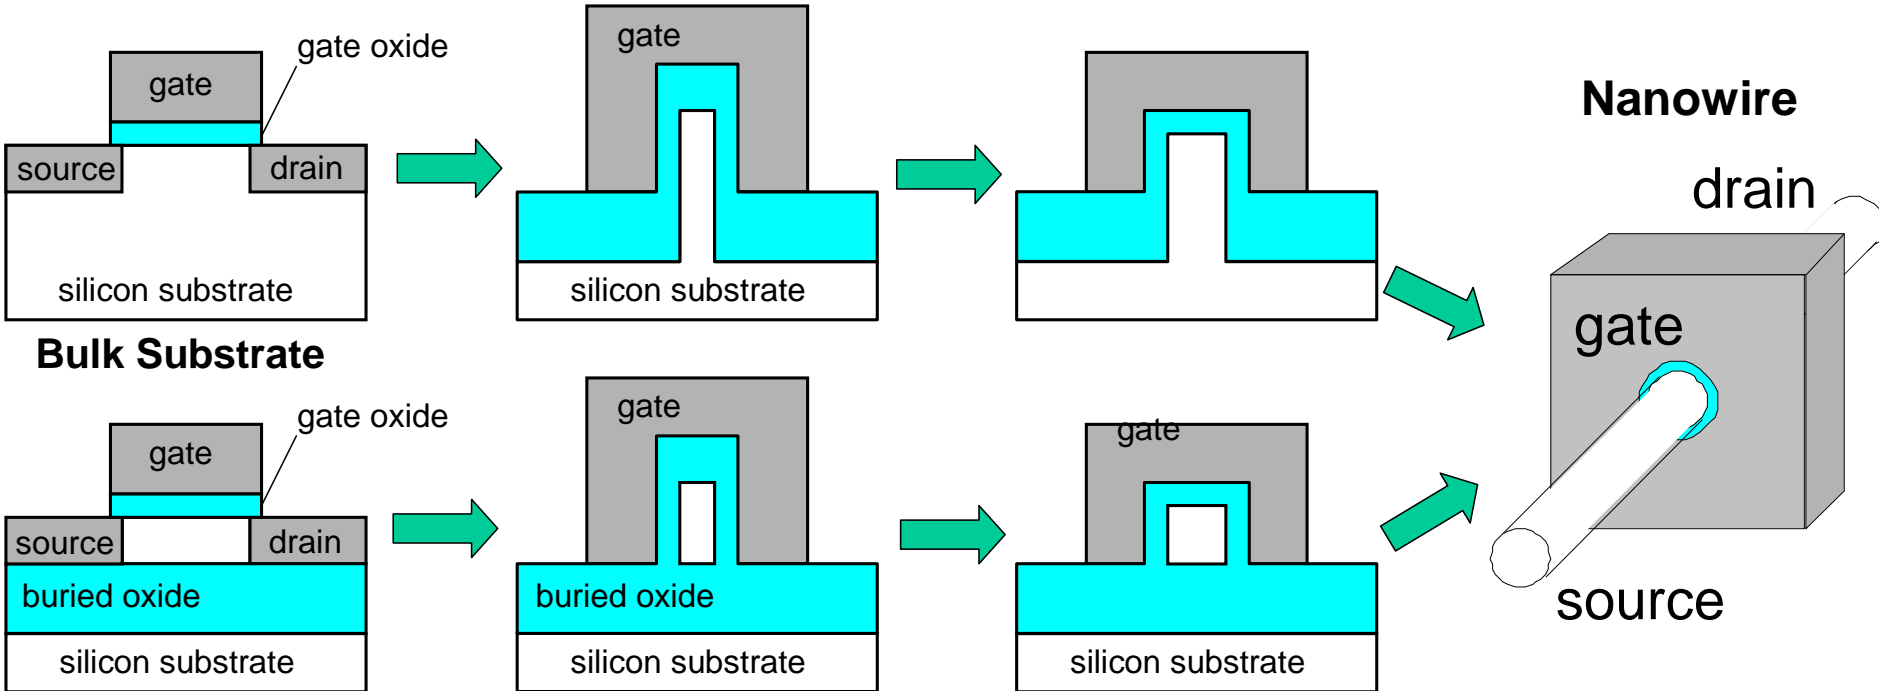 gate oxide
gate
source
drain
silicon substrate
Bulk Substrate
gate
silicon substrate
Nanowire
drain
gate
source
gate oxide
gate
source
drain
buried oxide
silicon substrate
gate
buried oxide
silicon substrate
gate
silicon substrate